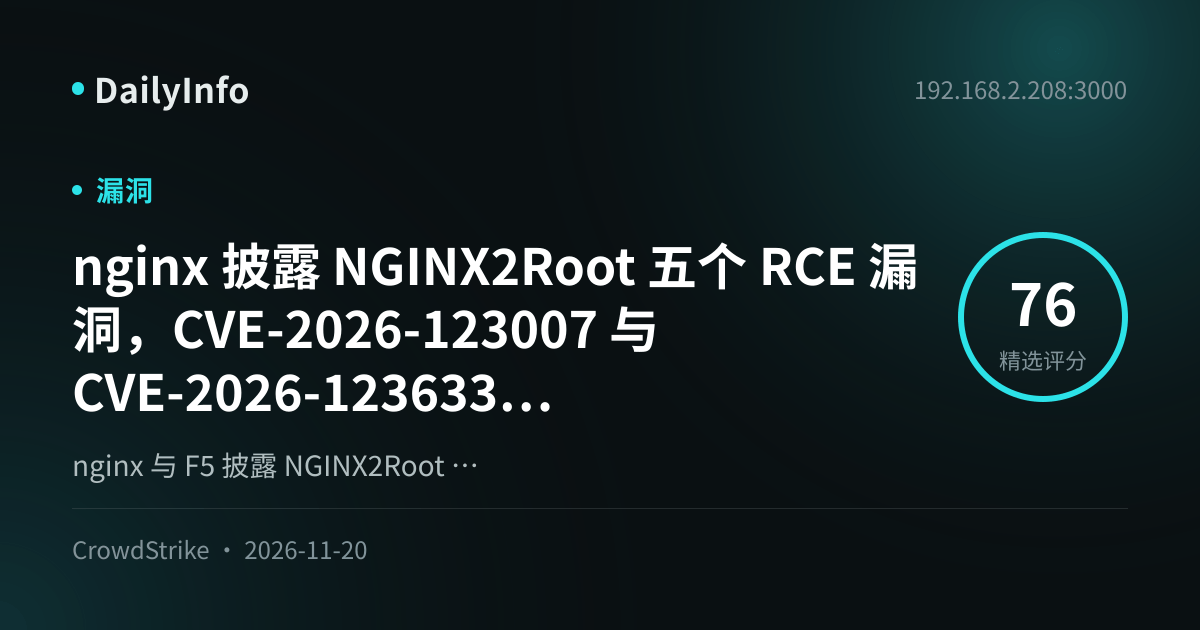 DailyInfo
192.168.2.208:3000
漏洞
nginx 披露 NGINX2Root 五个 RCE 漏
洞，CVE-2026-123007 与
CVE-2026-123633…
76
精选评分
nginx 与 F5 披露 NGINX2Root …
CrowdStrike · 2026-11-20